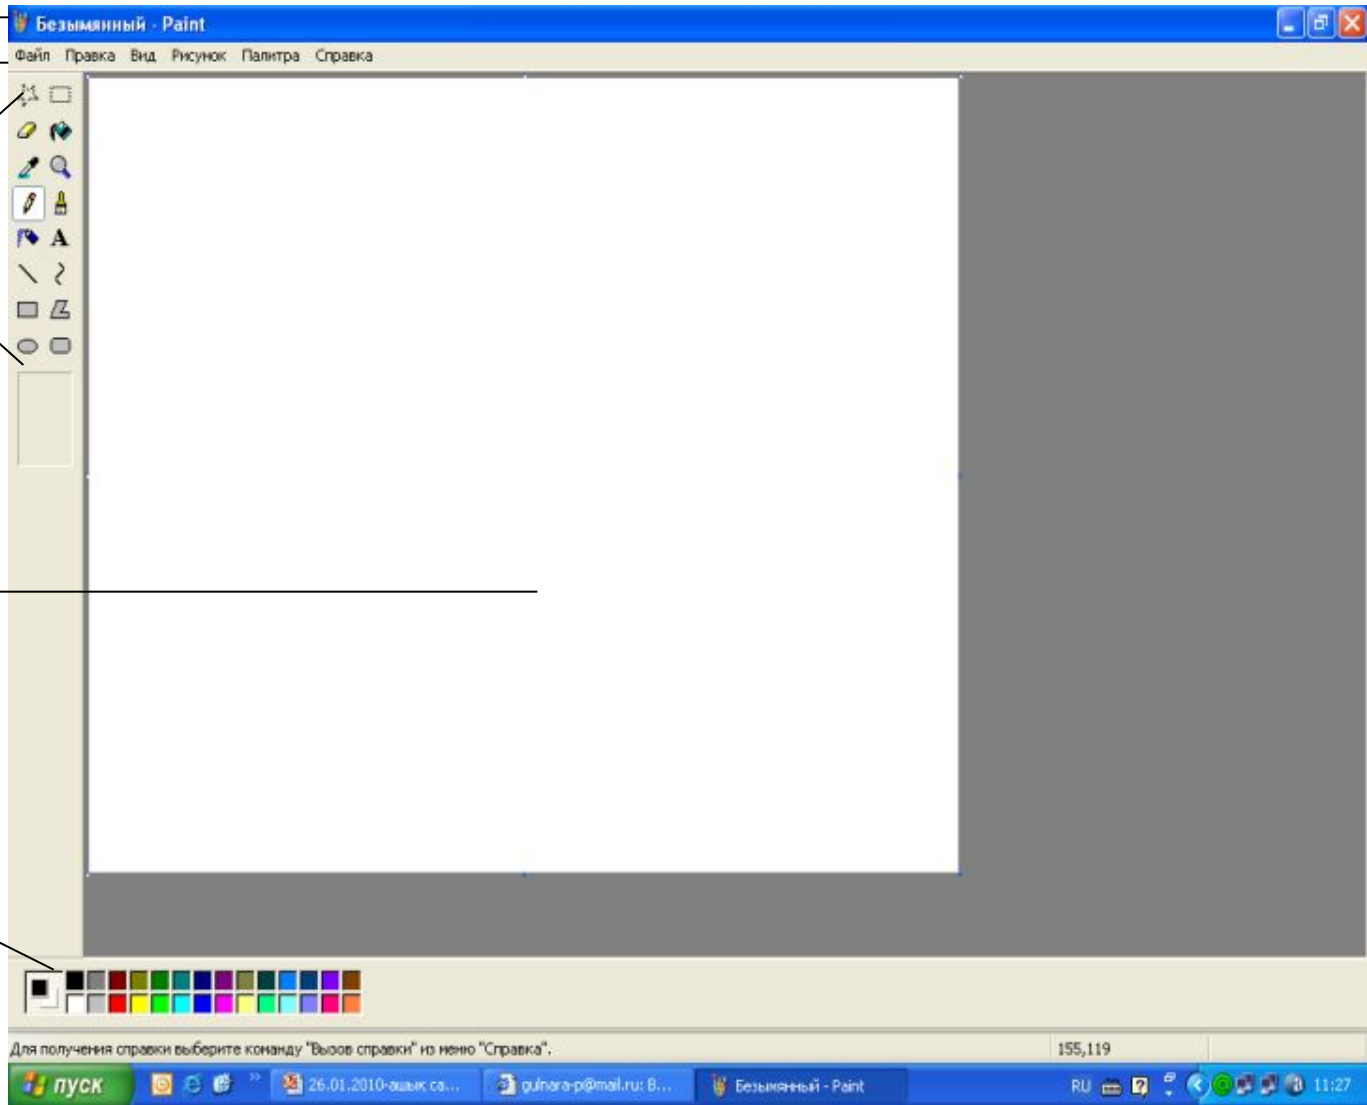 Безымянный - Paint
Файл Правка Вид Рисунок Палитра Справка
A
Для получения справки выберите команду "Вызов справки" из меню "Справка".
155,119
пуск
26.01.2010-ашық са...
gulnara-p@mail.ru: В...
Безымянный - Paint
RU
11:27